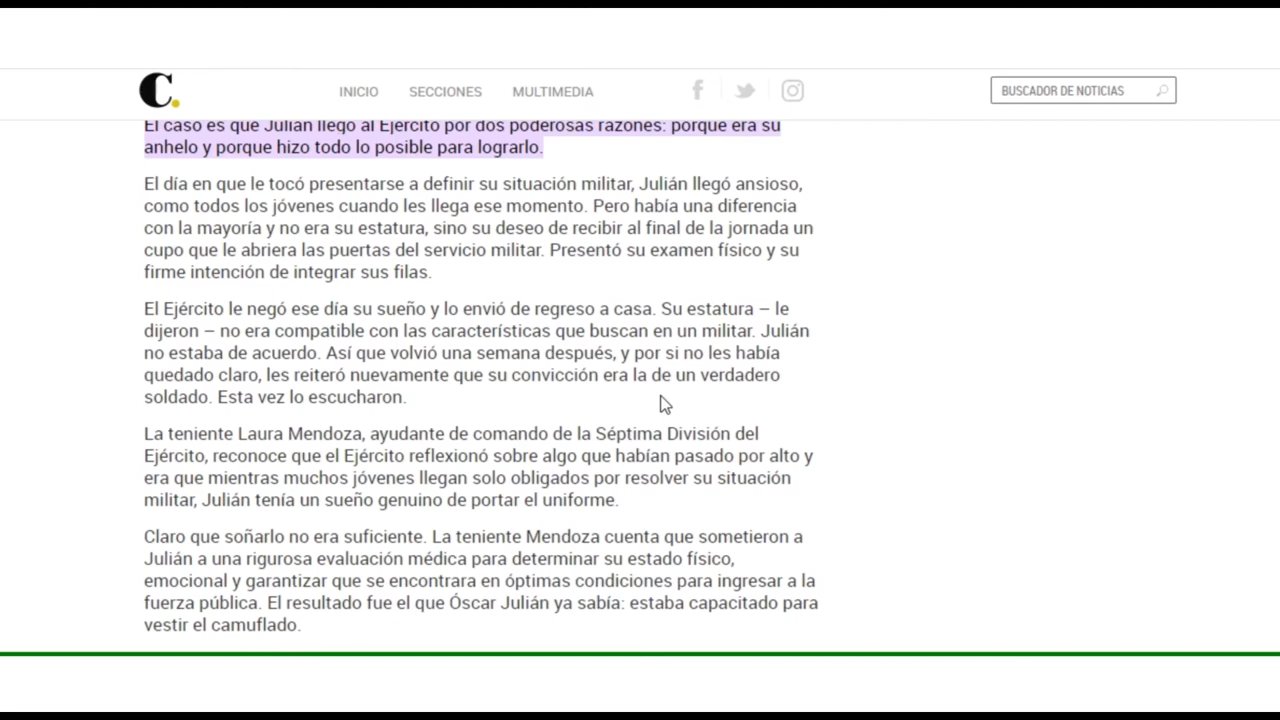 C.
INICIO
SECCIONES
MULTIMEDIA
BUSCADOR DE NOTICIAS
El caso es que Julián llegó al Ejército por dos poderosas razones: porque era su
anhelo y porque hizo todo lo posible para lograrlo.
El día en que le tocó presentarse a definir su situación militar, Julián llegó ansioso,
como todos los jóvenes cuando les llega ese momento. Pero había una diferencia
con la mayoría y no era su estatura, sino su deseo de recibir al final de la jornada un
cupo que le abriera las puertas del servicio militar. Presentó su examen físico y su
firme intención de integrar sus filas.
El Ejército le negó ese día su sueño y lo envió de regreso a casa. Su estatura – le
dijeron – no era compatible con las características que buscan en un militar. Julián
no estaba de acuerdo. Así que volvió una semana después, y por si no les había
quedado claro, les reiteró nuevamente que su convicción era la de un verdadero
soldado. Esta vez lo escucharon.
La teniente Laura Mendoza, ayudante de comando de la Séptima División del
Ejército, reconoce que el Ejército reflexionó sobre algo que habían pasado por alto y
era que mientras muchos jóvenes llegan solo obligados por resolver su situación
militar, Julián tenía un sueño genuino de portar el uniforme.
Claro que soñarlo no era suficiente. La teniente Mendoza cuenta que sometieron a
Julián a una rigurosa evaluación médica para determinar su estado físico,
emocional y garantizar que se encontrara en óptimas condiciones para ingresar a la
fuerza pública. El resultado fue el que Óscar Julián ya sabía: estaba capacitado para
vestir el camuflado.